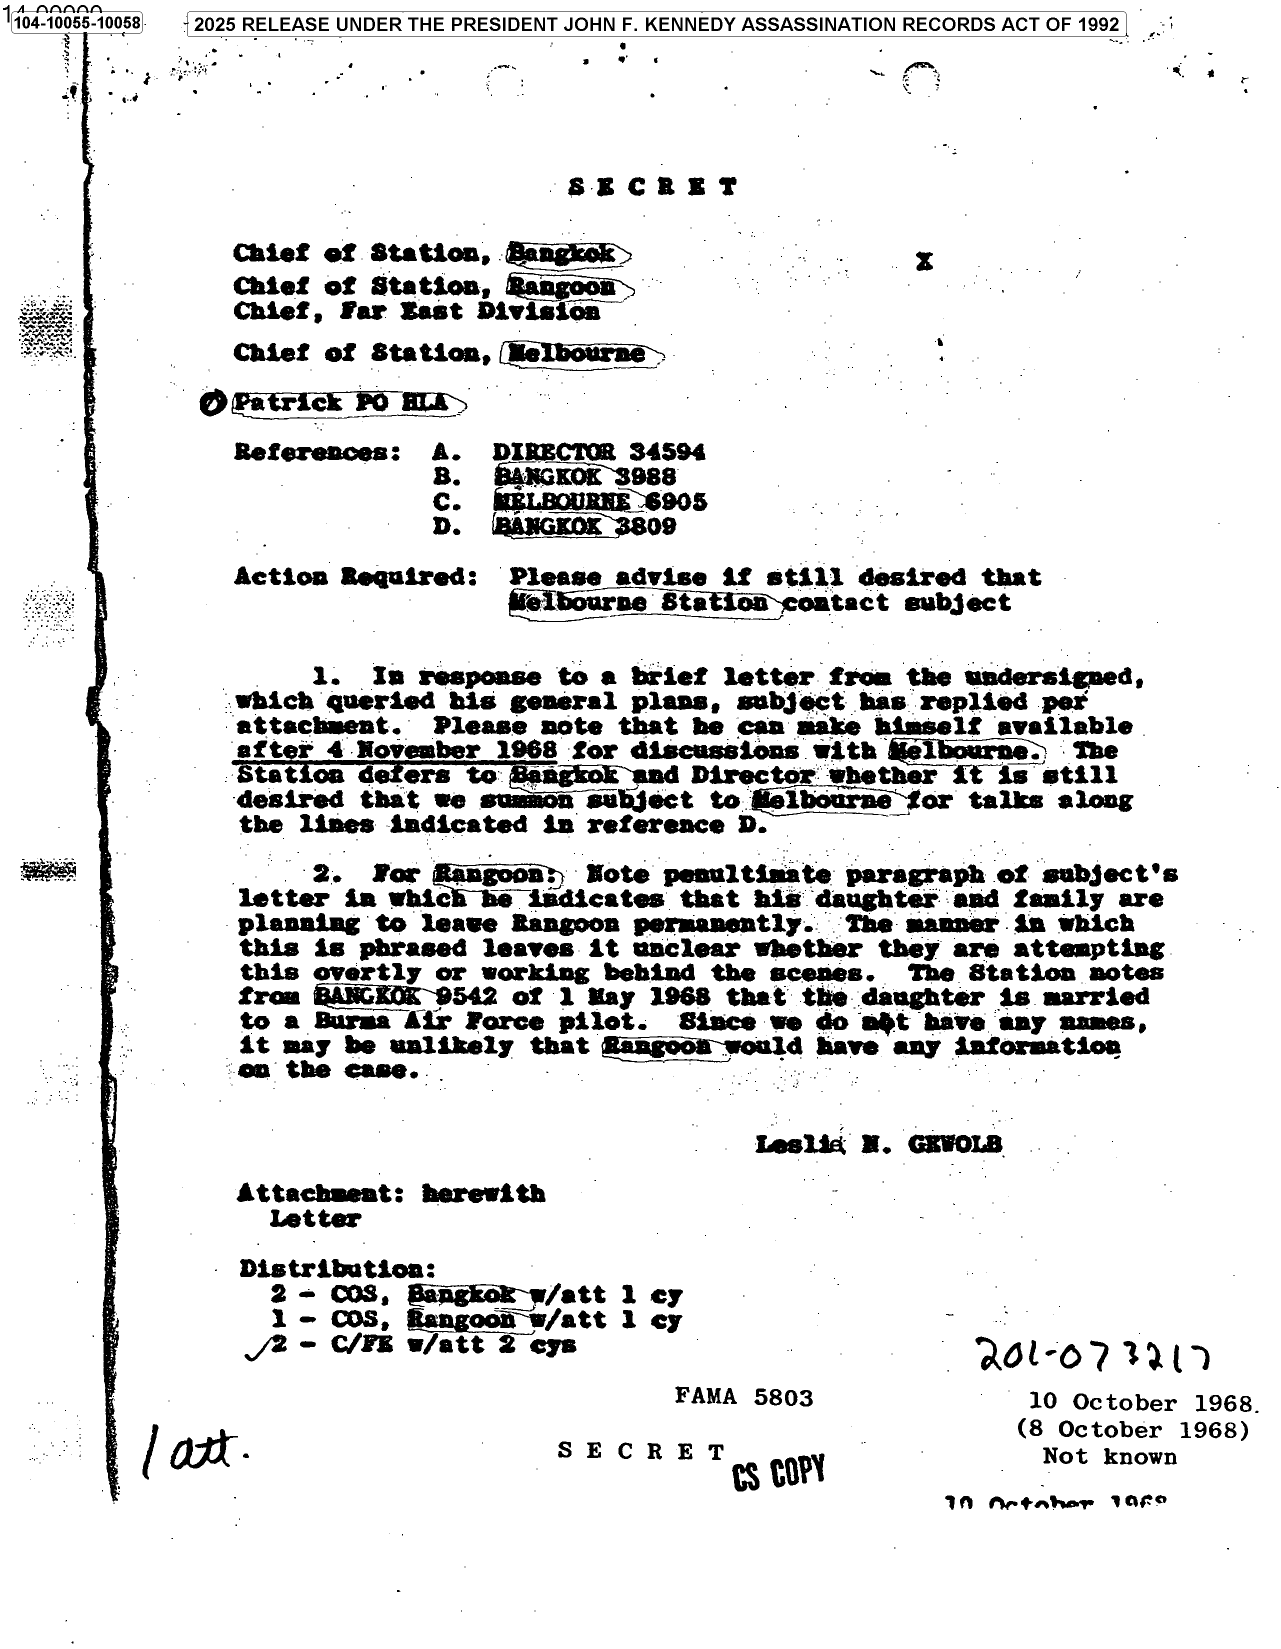 104-10055-10058
2025 RELEASE UNDER THE PRESIDENT JOHN F. KENNEDY ASSASSINATION RECORDS ACT OF 1992
S E C R E T
Chief of Station, Bangkok
X
Chief of Station, Rangoon
Chief, Far East Division
Chief of Station, Melbourne
Patrick PO HLA
References: A. DIRECTOR 34594
B. BANGKOK 3988
C. MELBOURNE 6905
D. BANGKOK 3809
Action Required: Please advise if still desired that
Melbourne Station contact subject
1. In response to a brief letter from the undersigned,
which queried his general plans, subject has replied per
attachment. Please note that he can make himself available
after 4 November 1968 for discussions with Melbourne. The
Station defers to Bangkok and Director whether it is still
desired that we summon subject to Melbourne for talks along
the lines indicated in reference D.
2. For Rangoon: Note penultimate paragraph of subject's
letter in which he indicates that his daughter and family are
planning to leave Rangoon permanently. The manner in which
this is phrased leaves it unclear whether they are attempting
this overtly or working behind the scenes. The Station notes
from BANGKOK 9542 of 1 May 1968 that the daughter is married
to a Burma Air Force pilot. Since we do not have any names,
it may be unlikely that Rangoon would have any information
on the case.
Leslie N. GEWOLB
Attachment: herewith
Letter
Distribution:
2 - COS, Bangkok w/att 1 cy
1 - COS, Rangoon w/att 1 cy
2 - C/FE w/att 2 cys
201-073217
FAMA 5803
10 October 1968.
(8 October 1968)
1 att.
S E C R E T
Not known
CS COPY
10 October 1968